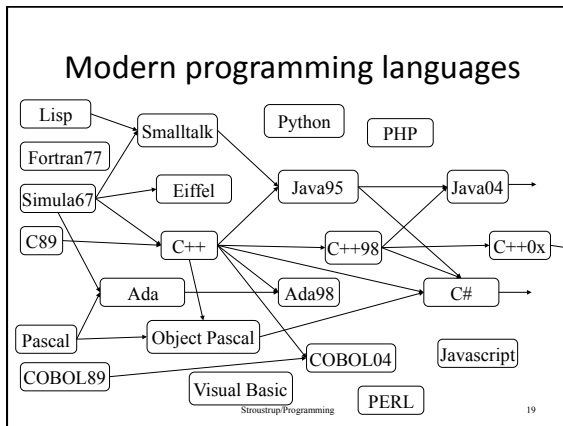 Modern programming languages
Lisp
Smalltalk
Python
PHP
Fortran77
Simula67
Eiffel
Java95
Java04
C89
C++
C++98
C++0x
Ada
Ada98
C#
Pascal
Object Pascal
COBOL04
Javascript
COBOL89
Visual Basic
PERL
Stroustrup/Programming
19